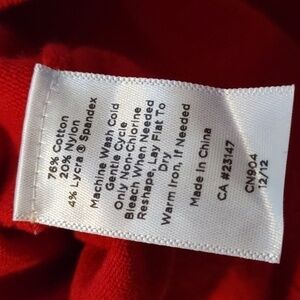 76% Cotton
20% Nylon
4% Lycra ® Spandex
Machine Wash Cold
Gentle Cycle
Only Non-Chlorine
Bleach When Needed
Reshape, Lay Flat To
Dry
Warm Iron, If Needed
Made In China
CA #23147
CN904
12/12